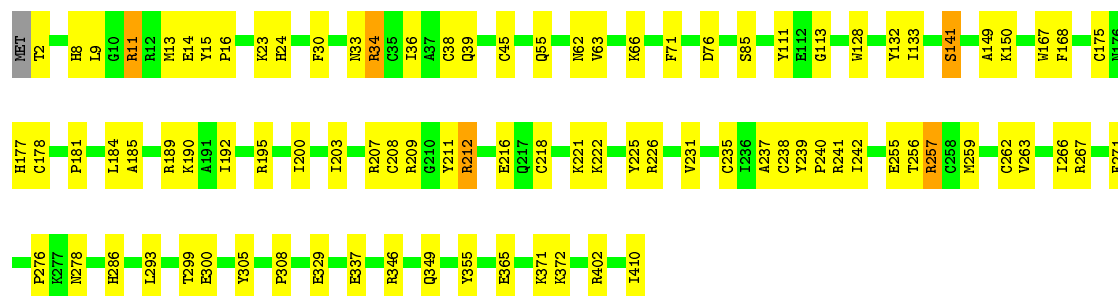 MET T2 H8 L9 G10 R11 R12 M13 E14 Y15 P16 K23 H24 F30 N33 R34 C35 I36 A37 C38 Q39 C45 Q55 N62 V63 K66 F71 D76 S85 Y111 E112 G113 W128 Y132 I133 S141 A149 K150 W167 F168 C175 M176
H177 C178 P181 L184 A185 R189 K190 A191 I192 R195 I200 I203 R207 C208 R209 G210 Y211 R212 E216 Q217 C218 K221 K222 Y225 R226 V231 C235 I236 A237 C238 Y239 P240 R241 I242 E255 T256 R257 C258 M259 C262 V263 I266 R267
P276 K277 N278 H286 L293 T299 E300 Y305 P308 E329 E337 R346 Q349 Y355 E365 K371 K372 R402 I410